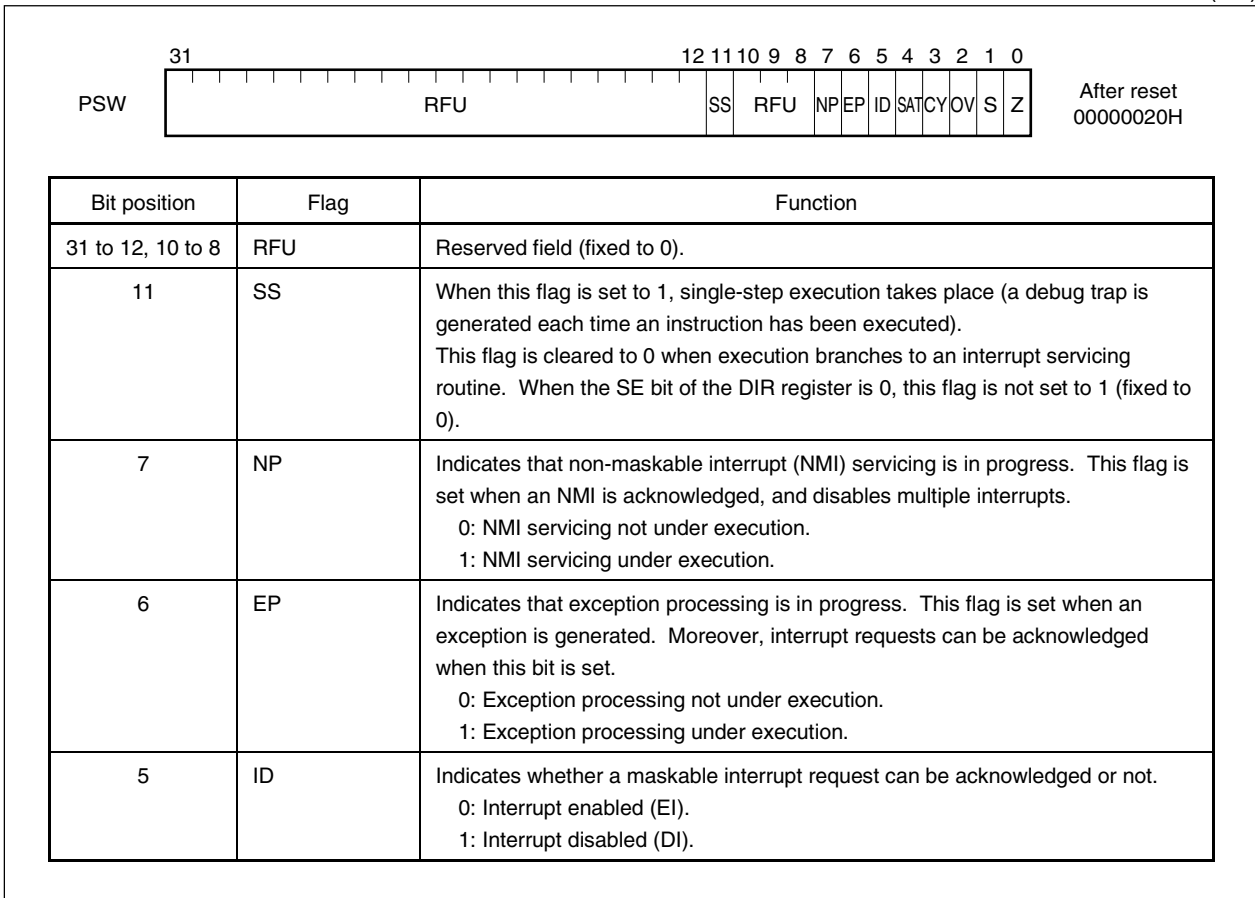 31 12 11 10 9 8 7 6 5 4 3 2 1 0
PSW RFU SS RFU NP EP ID SAT CY OV S Z After reset
00000020H
Bit position Flag Function
31 to 12, 10 to 8 RFU Reserved field (fixed to 0).
11 SS When this flag is set to 1, single-step execution takes place (a debug trap is
generated each time an instruction has been executed).
This flag is cleared to 0 when execution branches to an interrupt servicing
routine. When the SE bit of the DIR register is 0, this flag is not set to 1 (fixed to
0).
7 NP Indicates that non-maskable interrupt (NMI) servicing is in progress. This flag is
set when an NMI is acknowledged, and disables multiple interrupts.
0: NMI servicing not under execution.
1: NMI servicing under execution.
6 EP Indicates that exception processing is in progress. This flag is set when an
exception is generated. Moreover, interrupt requests can be acknowledged
when this bit is set.
0: Exception processing not under execution.
1: Exception processing under execution.
5 ID Indicates whether a maskable interrupt request can be acknowledged or not.
0: Interrupt enabled (EI).
1: Interrupt disabled (DI).